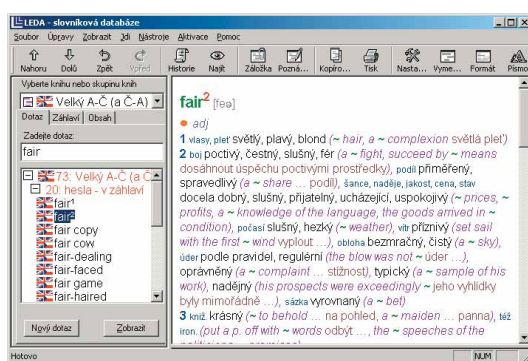 LEDA - slovníková databáze
Soubor Úpravy Zobrazit Jdi Nástroje Aktivace Pomoc
Nahoru Dolů Zpět Vpřed Historie Najít Záložka Pozná... Kopíro... Tisk Nasta... Vyme... Formát Písmo
Vyberte knihu nebo skupinu knih
Velký A-Č (a Č-A)
Dotaz Záhlaví Obsah
Zadejte dotaz:
fair
73: Velký A-Č (a Č
20: hesla - v záhlaví
fair¹
fair²
fair copy
fair cow
fair-dealing
fair-faced
fair game
fair-haired
Nový dotaz Zobrazit
Hotovo
fair² [feə]
● adj
1 vlasy, pleť světlý, plavý, blond (~ hair, a ~ complexion světlá pleť)
2 boj poctivý, čestný, slušný, fér (a ~ fight, succeed by ~ means
dosáhnout úspěchu poctivými prostředky), podíl přiměřený,
spravedlivý (a ~ share ... podíl), šance, naděje, jakost, cena, stav
docela dobrý, slušný, přijatelný, ucházející, uspokojivý (~ prices, ~
profits, a ~ knowledge of the language, the goods arrived in ~
condition), počasí slušný, hezký (~ weather), vítr příznivý (set sail
with the first ~ wind vyplout ...), obloha bezmračný, čistý (a ~ sky),
úder podle pravidel, regulérní (the blow was not ~ úder ...),
oprávněný (a ~ complaint ... stížnost), typický (a ~ sample of his
work), nadějný (his prospects were exceedingly ~ jeho vyhlídky
byly mimořádně ...), sázka vyrovnaný (a ~ bet)
3 kniž. krásný (~ to behold ... na pohled, a ~ maiden ... panna), též
iron. (put a p. off with ~ words odbýt ..., the ~ speeches of the
NUM